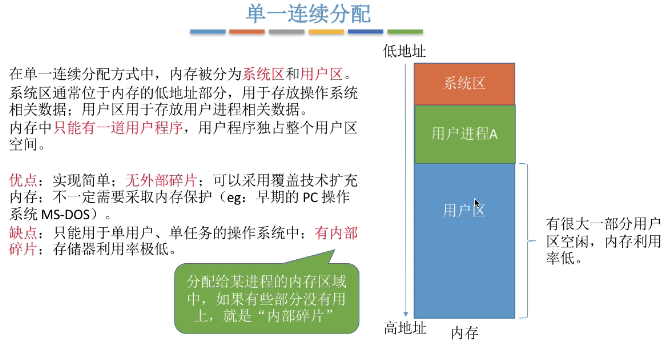 单一连续分配
在单一连续分配方式中，内存被分为系统区和用户区。
系统区通常位于内存的低地址部分，用于存放操作系统
相关数据；用户区用于存放用户进程相关数据。
内存中只能有一道用户程序，用户程序独占整个用户区
空间。
优点：实现简单；无外部碎片；可以采用覆盖技术扩充
内存；不一定需要采取内存保护（eg：早期的 PC 操作
系统 MS-DOS）。
缺点：只能用于单用户、单任务的操作系统中；有内部
碎片；存储器利用率极低。
分配给某进程的内存区域
中，如果有些部分没有用
上，就是“内部碎片”
低地址
系统区
用户进程A
用户区
高地址
内存
有很大一部分用户
区空闲，内存利用
率低。